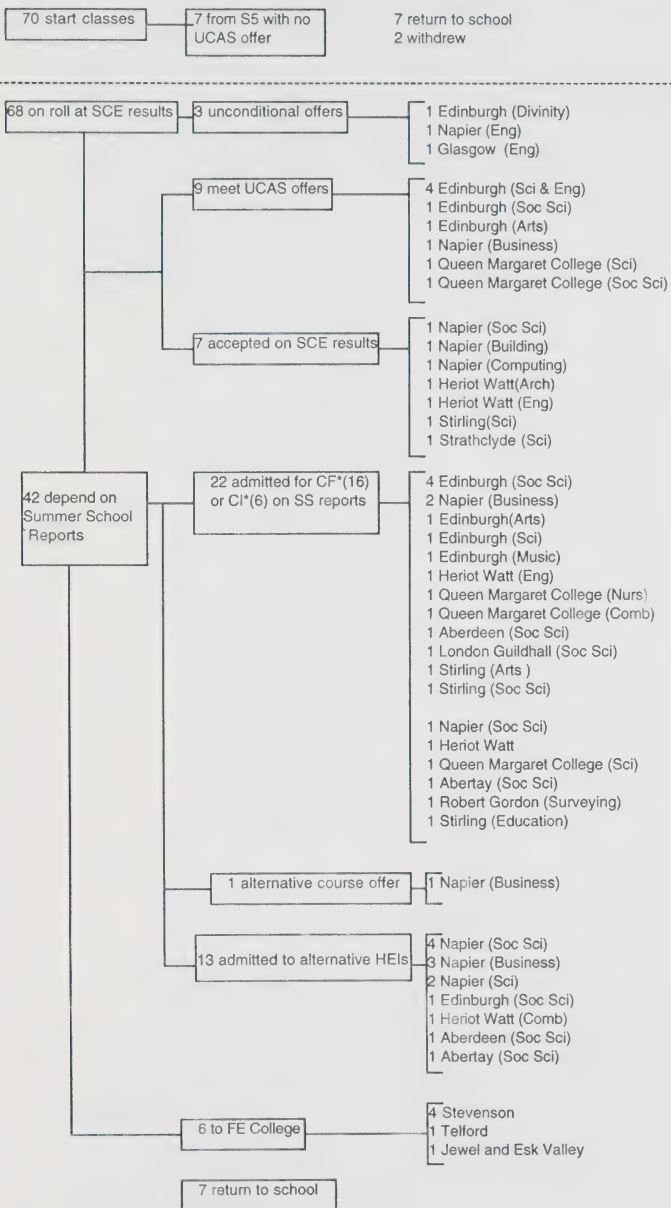 70 start classes
7 from S5 with no
UCAS offer
7 return to school
2 withdrew
68 on roll at SCE results
3 unconditional offers
1 Edinburgh (Divinity)
1 Napier (Eng)
1 Glasgow (Eng)
9 meet UCAS offers
4 Edinburgh (Sci & Eng)
1 Edinburgh (Soc Sci)
1 Edinburgh (Arts)
1 Napier (Business)
1 Queen Margaret College (Sci)
1 Queen Margaret College (Soc Sci)
7 accepted on SCE results
1 Napier (Soc Sci)
1 Napier (Building)
1 Napier (Computing)
1 Heriot Watt(Arch)
1 Heriot Watt (Eng)
1 Stirling(Sci)
1 Strathclyde (Sci)
42 depend on
Summer School
Reports
22 admitted for CF*(16)
or CI*(6) on SS reports
4 Edinburgh (Soc Sci)
2 Napier (Business)
1 Edinburgh(Arts)
1 Edinburgh (Sci)
1 Edinburgh (Music)
1 Heriot Watt (Eng)
1 Queen Margaret College (Nurs)
1 Queen Margaret College (Comb)
1 Aberdeen (Soc Sci)
1 London Guildhall (Soc Sci)
1 Stirling (Arts )
1 Stirling (Soc Sci)
1 Napier (Soc Sci)
1 Heriot Watt
1 Queen Margaret College (Sci)
1 Abertay (Soc Sci)
1 Robert Gordon (Surveying)
1 Stirling (Education)
1 alternative course offer
1 Napier (Business)
13 admitted to alternative HEIs
4 Napier (Soc Sci)
3 Napier (Business)
2 Napier (Sci)
1 Edinburgh (Soc Sci)
1 Heriot Watt (Comb)
1 Aberdeen (Soc Sci)
1 Abertay (Soc Sci)
6 to FE College
4 Stevenson
1 Telford
1 Jewel and Esk Valley
7 return to school